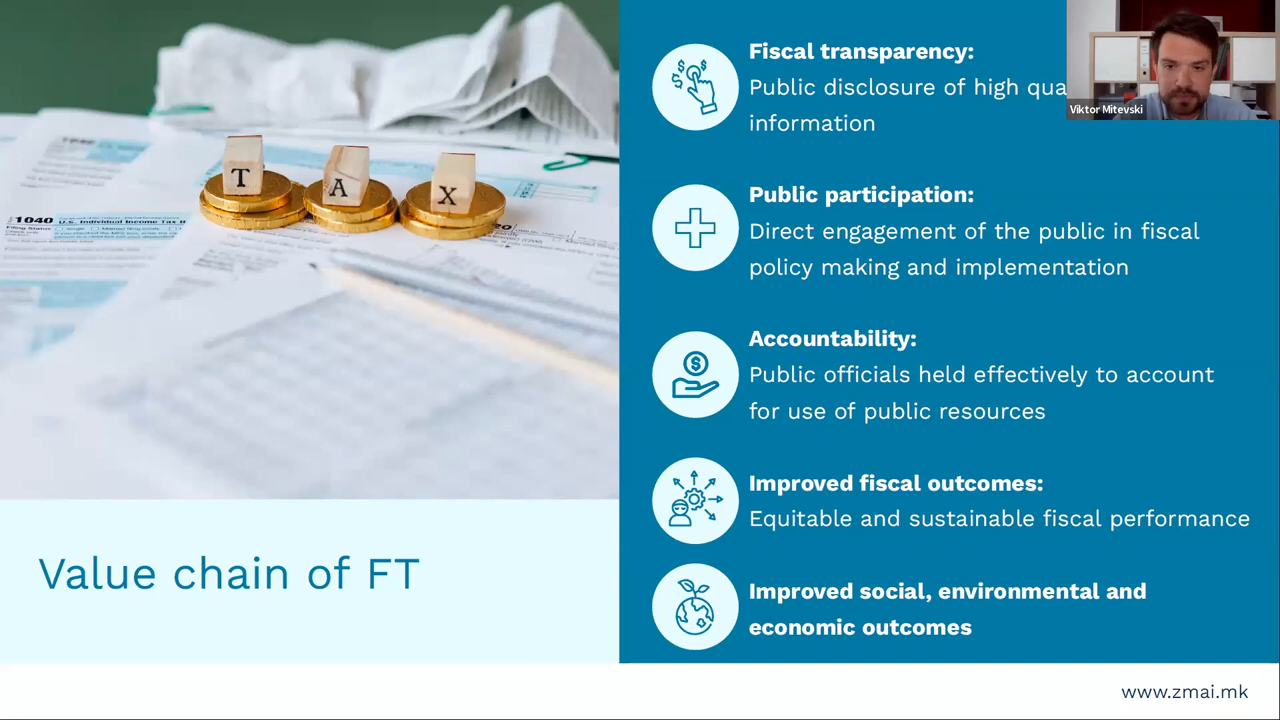 T A X
1040
U.S. Individual Income Tax R
Filing Status
Value chain of FT
Fiscal transparency:
Public disclosure of high qua
information
Public participation:
Direct engagement of the public in fiscal
policy making and implementation
Accountability:
Public officials held effectively to account
for use of public resources
Improved fiscal outcomes:
Equitable and sustainable fiscal performance
Improved social, environmental and
economic outcomes
Viktor Mitevski
www.zmai.mk